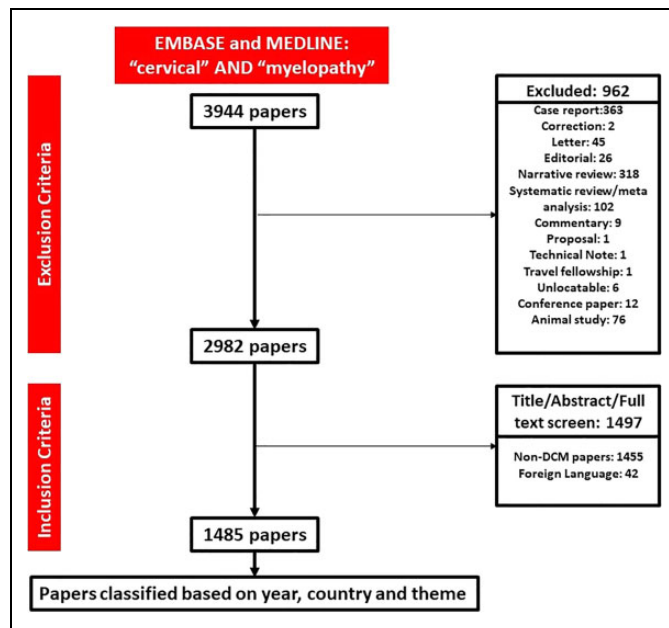 EMBASE and MEDLINE:
“cervical” AND “myelopathy”
Exclusion Criteria
3944 papers
Excluded: 962
Case report:363
Correction: 2
Letter: 45
Editorial: 26
Narrative review: 318
Systematic review/meta
analysis: 102
Commentary: 9
Proposal: 1
Technical Note: 1
Travel fellowship: 1
Unlocatable: 6
Conference paper: 12
Animal study: 76
2982 papers
Inclusion Criteria
Title/Abstract/Full
text screen: 1497
Non-DCM papers: 1455
Foreign Language: 42
1485 papers
Papers classified based on year, country and theme